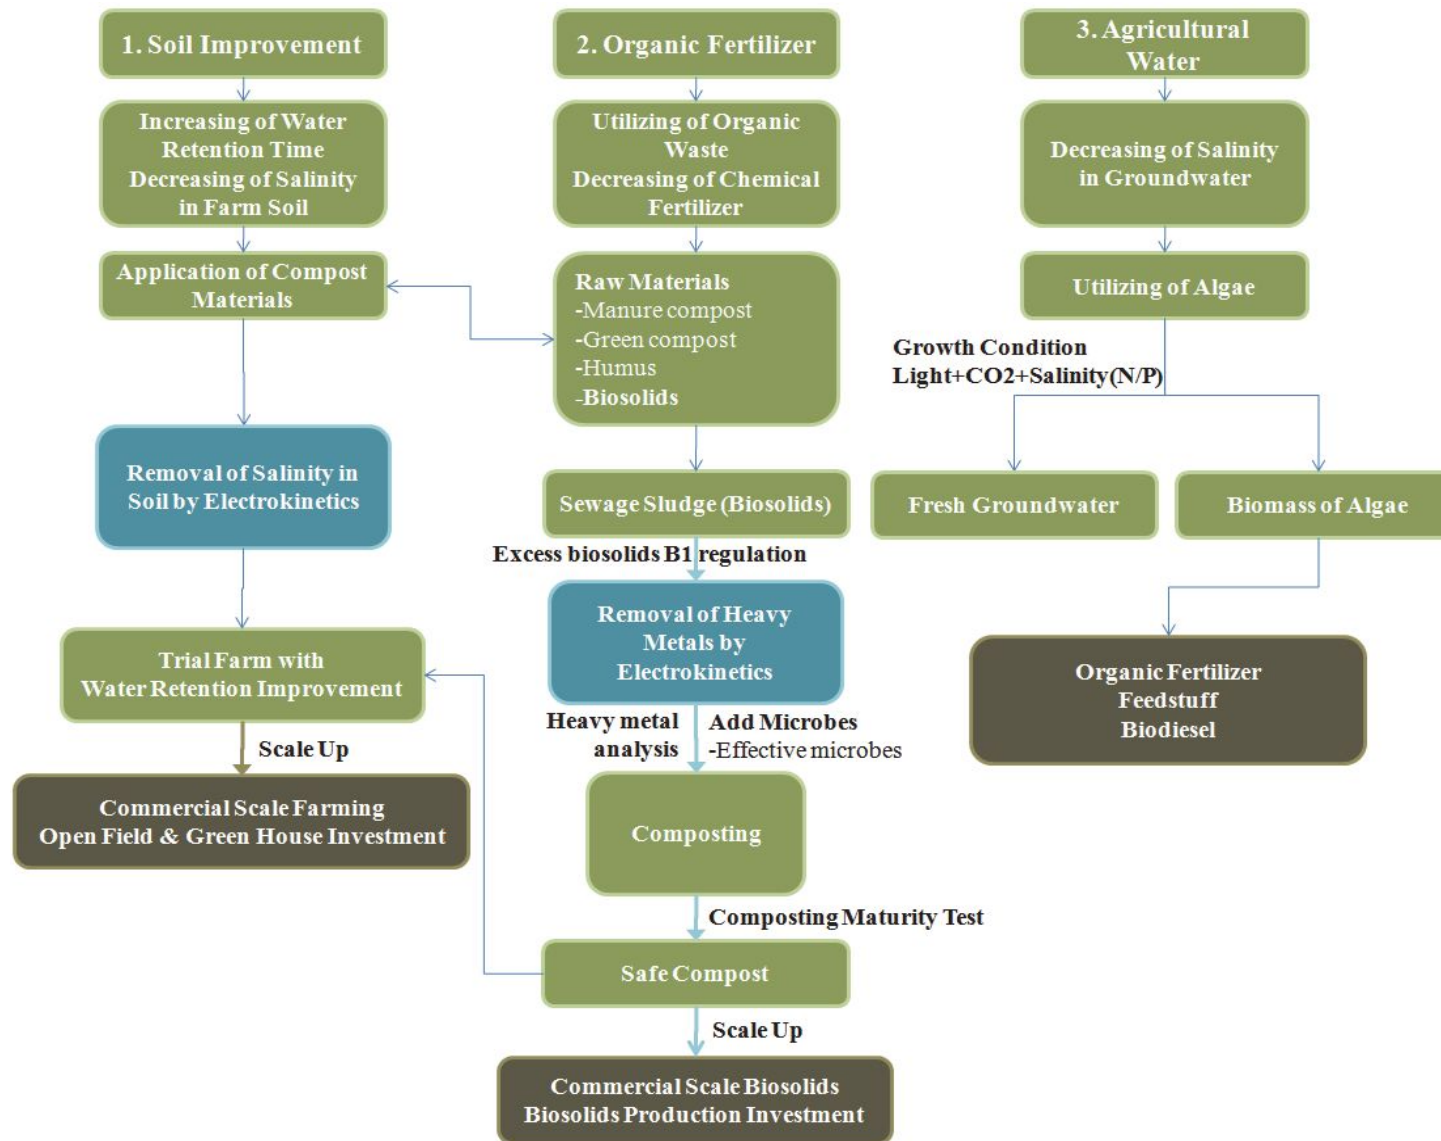 1. Soil Improvement
Increasing of Water
Retention Time
Decreasing of Salinity
in Farm Soil
Application of Compost
Materials
Removal of Salinity in
Soil by Electrokinetics
Trial Farm with
Water Retention Improvement
Scale Up
Commercial Scale Farming
Open Field & Green House Investment
2. Organic Fertilizer
Utilizing of Organic
Waste
Decreasing of Chemical
Fertilizer
Raw Materials
-Manure compost
-Green compost
-Humus
-Biosolids
Sewage Sludge (Biosolids)
Excess biosolids B1 regulation
Removal of Heavy
Metals by
Electrokinetics
Heavy metal
analysis
Add Microbes
-Effective microbes
Composting
Composting Maturity Test
Safe Compost
Scale Up
Commercial Scale Biosolids
Biosolids Production Investment
3. Agricultural
Water
Decreasing of Salinity
in Groundwater
Utilizing of Algae
Growth Condition
Light+CO2+Salinity(N/P)
Fresh Groundwater
Biomass of Algae
Organic Fertilizer
Feedstuff
Biodiesel